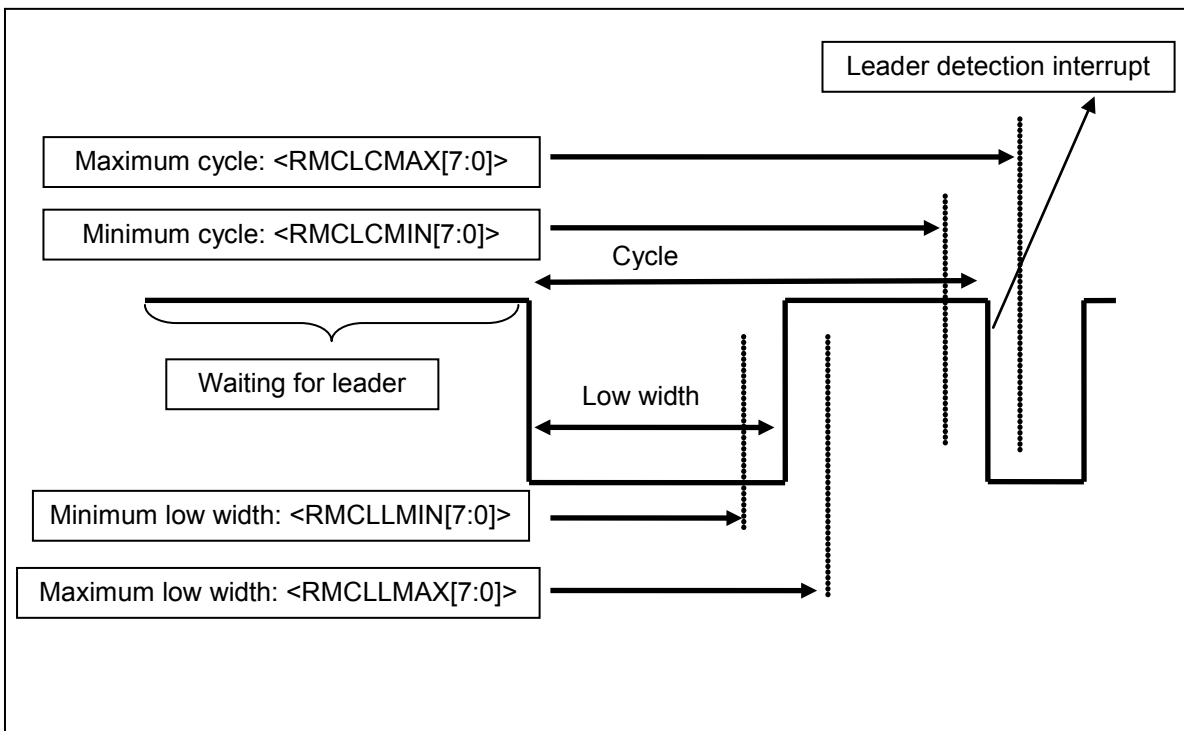 Leader detection interrupt
Maximum cycle: <RMCLCMAX[7:0]>
Minimum cycle: <RMCLCMIN[7:0]>
Cycle
Waiting for leader
Low width
Minimum low width: <RMCLLMIN[7:0]>
Maximum low width: <RMCLLMAX[7:0]>